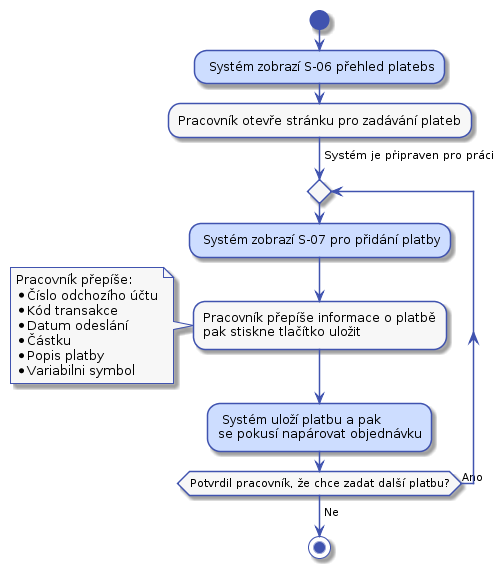 Systém zobrazí S-06 přehled platebs
Pracovník otevře stránku pro zadávání plateb
Systém je připraven pro práci
Systém zobrazí S-07 pro přidání platby
Pracovník přepíše:
• Číslo odchozího účtu
• Kód transakce
• Datum odeslání
• Částku
• Popis platby
• Variabilni symbol
Pracovník přepíše informace o platbě
pak stiskne tlačítko uložit
Systém uloží platbu a pak
se pokusí napárovat objednávku
Potvrdil pracovník, že chce zadat další platbu?
Ano
Ne